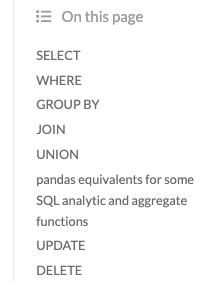 On this page
SELECT
WHERE
GROUP BY
JOIN
UNION
pandas equivalents for some
SQL analytic and aggregate
functions
UPDATE
DELETE